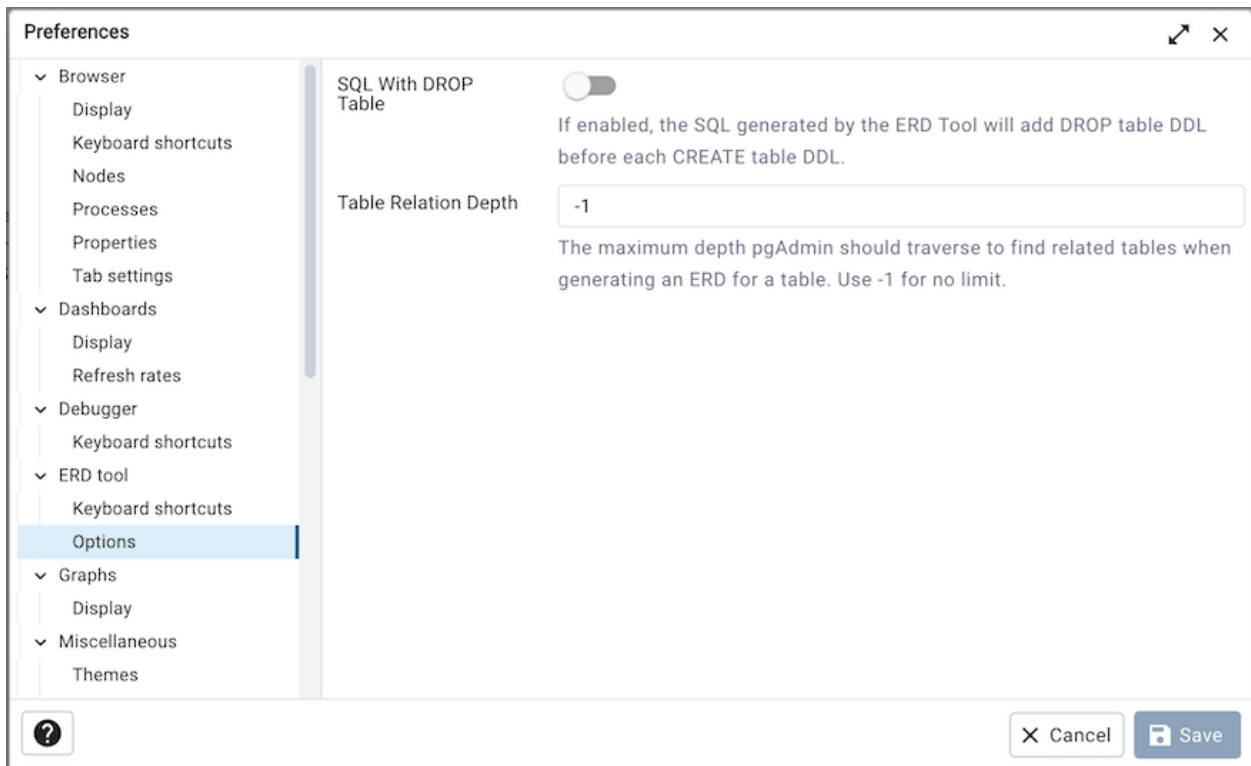 Preferences
Browser
Display
Keyboard shortcuts
Nodes
Processes
Properties
Tab settings
Dashboards
Display
Refresh rates
Debugger
Keyboard shortcuts
ERD tool
Keyboard shortcuts
Options
Graphs
Display
Miscellaneous
Themes
SQL With DROP
Table
If enabled, the SQL generated by the ERD Tool will add DROP table DDL
before each CREATE table DDL.
Table Relation Depth
-1
The maximum depth pgAdmin should traverse to find related tables when
generating an ERD for a table. Use -1 for no limit.
?
Cancel
Save